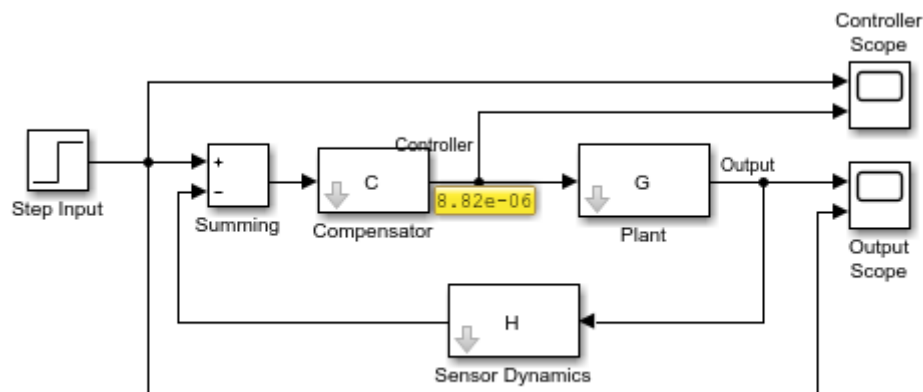 Controller
Scope
Step Input
+
−
Summing
C
Compensator
Controller
8.82e-06
G
Plant
Output
Output
Scope
H
Sensor Dynamics